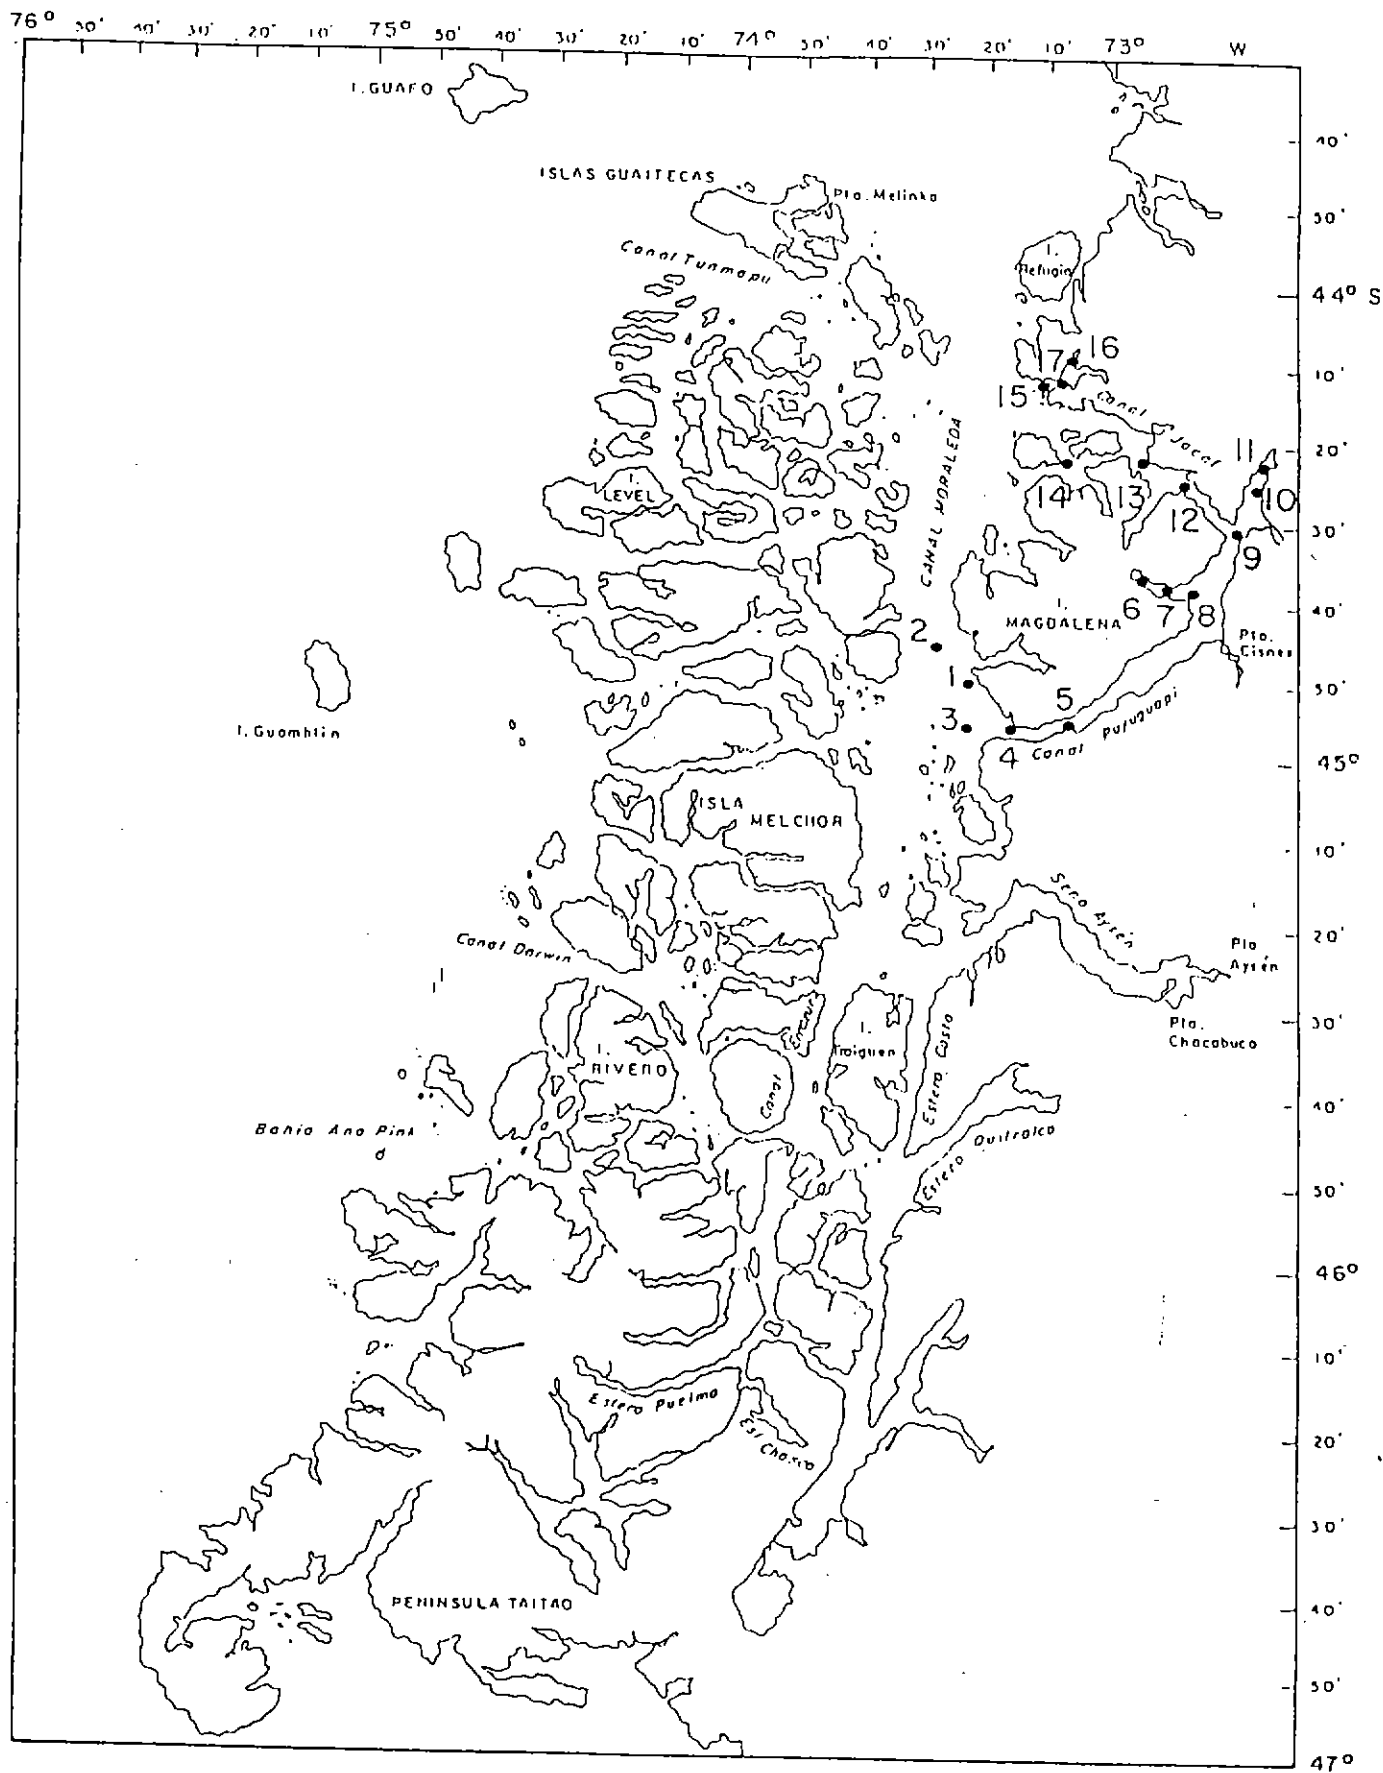 76° 50' 40' 30' 20' 10' 75° 50' 40' 30' 20' 10' 74° 50' 40' 30' 20' 10' 73° W
I. GUAFO
40'
ISLAS GUAITECAS
Pto. Melinka
50'
Canal Tunmapu
I.
Refugio
44° S
16
17
10'
15
Canal Jacaf
CANAL MORALEDA
20'
11
I.
LEVEL
14
13
12
10
30'
9
6
7
8
I.
MAGDALENA
40'
2
Pto.
Cisnes
1
5
50'
3
I. Guamblin
4
Canal Puyuguapi
45°
ISLA
MELCHOR
10'
Seno Aysén
20'
Canal Darwin
Pto
Aysén
30'
Pto.
Chacabuco
I.
Traiguen
Errazuriz
Canal
Estero Costa
I.
RIVERO
40'
Bahia Ana Pink
Estero Quitralco
50'
46°
10'
Estero Puelma
Est Chasco
20'
30'
PENINSULA TAITAO
40'
50'
47°